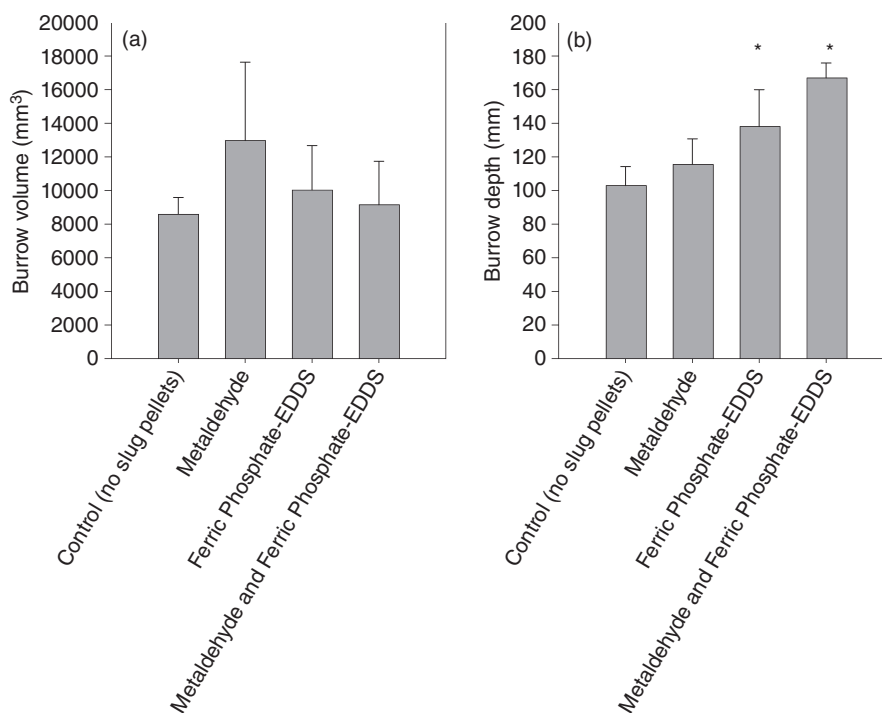 (a)
Burrow volume (mm³)
20000
18000
16000
14000
12000
10000
8000
6000
4000
2000
0
Control (no slug pellets)
Metaldehyde
Ferric Phosphate-EDDS
Metaldehyde and Ferric Phosphate-EDDS
(b)
Burrow depth (mm)
200
180
160
140
120
100
80
60
40
20
0
*
*
Control (no slug pellets)
Metaldehyde
Ferric Phosphate-EDDS
Metaldehyde and Ferric Phosphate-EDDS